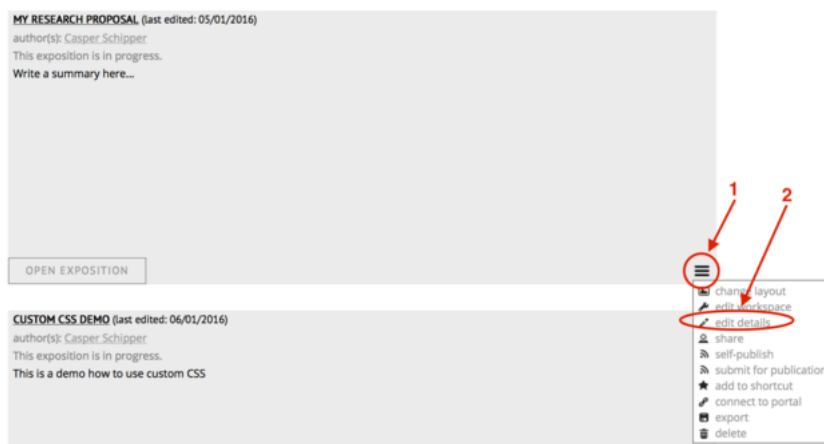 MY RESEARCH PROPOSAL (last edited: 05/01/2016)
author(s): Casper Schipper
This exposition is in progress.
Write a summary here...
1
2
OPEN EXPOSITION
change layout
edit workspace
edit details
share
self-publish
submit for publication
add to shortcut
connect to portal
export
delete
CUSTOM CSS DEMO (last edited: 06/01/2016)
author(s): Casper Schipper
This exposition is in progress.
This is a demo how to use custom CSS